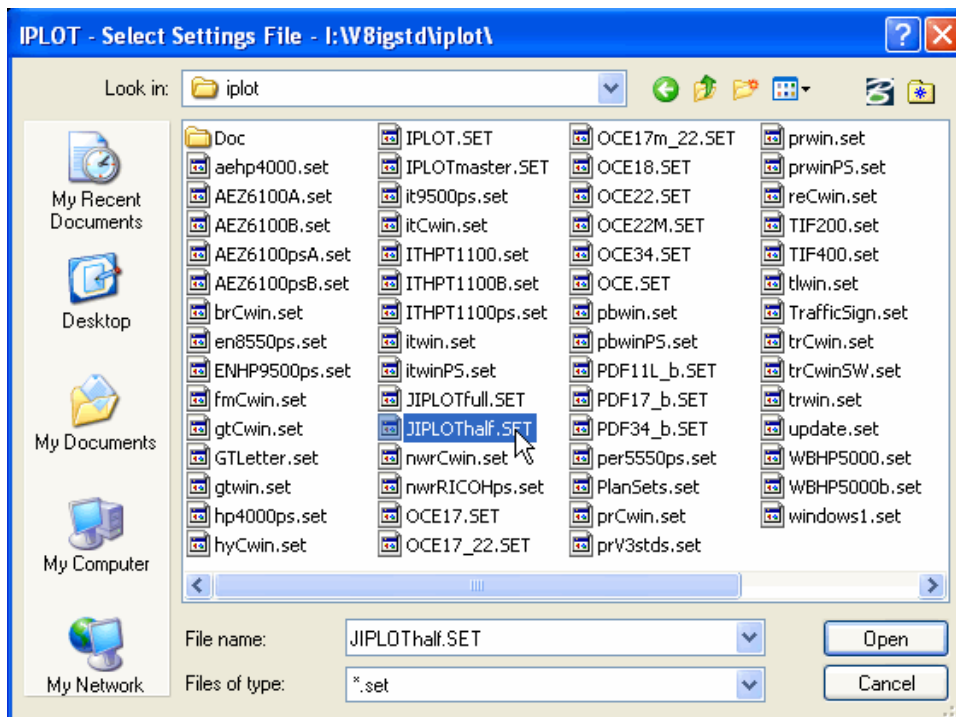 IPLOT - Select Settings File - I:\V8igstd\iplot\
Look in:
iplot
My Recent
Documents
Desktop
My Documents
My Computer
My Network
Doc
aehp4000.set
AEZ6100A.set
AEZ6100B.set
AEZ6100psA.set
AEZ6100psB.set
brCwin.set
en8550ps.set
ENHP9500ps.set
fmCwin.set
gtCwin.set
GTLetter.set
gtwin.set
hp4000ps.set
hyCwin.set
IPLOT.SET
IPLOTmaster.SET
it9500ps.set
itCwin.set
ITHPT1100.set
ITHPT1100B.set
ITHPT1100ps.set
itwin.set
itwinPS.set
JIPLOTfull.SET
JIPLOThalf.SET
nwrCwin.set
nwrRICOHps.set
OCE17.SET
OCE17_22.SET
OCE17m_22.SET
OCE18.SET
OCE22.SET
OCE22M.SET
OCE34.SET
OCE.SET
pbwin.set
pbwinPS.set
PDF11L_b.SET
PDF17_b.SET
PDF34_b.SET
per5550ps.set
PlanSets.set
prCwin.set
prV3stds.set
prwin.set
prwinPS.set
reCwin.set
TIF200.set
TIF400.set
tlwin.set
TrafficSign.set
trCwin.set
trCwinSW.set
trwin.set
update.set
WBHP5000.set
WBHP5000b.set
windows1.set
File name:
JIPLOThalf.SET
Open
Files of type:
*.set
Cancel